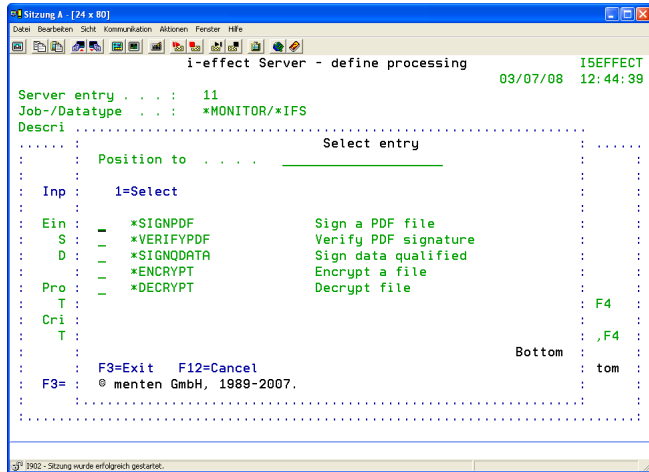 Sitzung A - [24 x 80]
Datei Bearbeiten Sicht Kommunikation Aktionen Fenster Hilfe
i-effect Server - define processing I5EFFECT
03/07/08 12:44:39
Server entry . . . : 11
Job-/Datatype . . : *MONITOR/*IFS
Descri ..............................................................
...... : Select entry : ......
: : Position to . . . . : :
: : : :
: Inp : 1=Select : :
: : : :
: Ein : _ *SIGNPDF Sign a PDF file : :
: S : _ *VERIFYPDF Verify PDF signature : :
: D : _ *SIGNQDATA Sign data qualified : :
: : _ *ENCRYPT Encrypt a file : :
: Pro : _ *DECRYPT Decrypt file : :
: T : : F4 :
: Cri : : :
: T : : ,F4 :
: : Bottom : :
: : F3=Exit F12=Cancel : tom :
: F3= : © menten GmbH, 1989-2007. : :
: :............................................................: :
:..........................................................................:
I902 - Sitzung wurde erfolgreich gestartet.